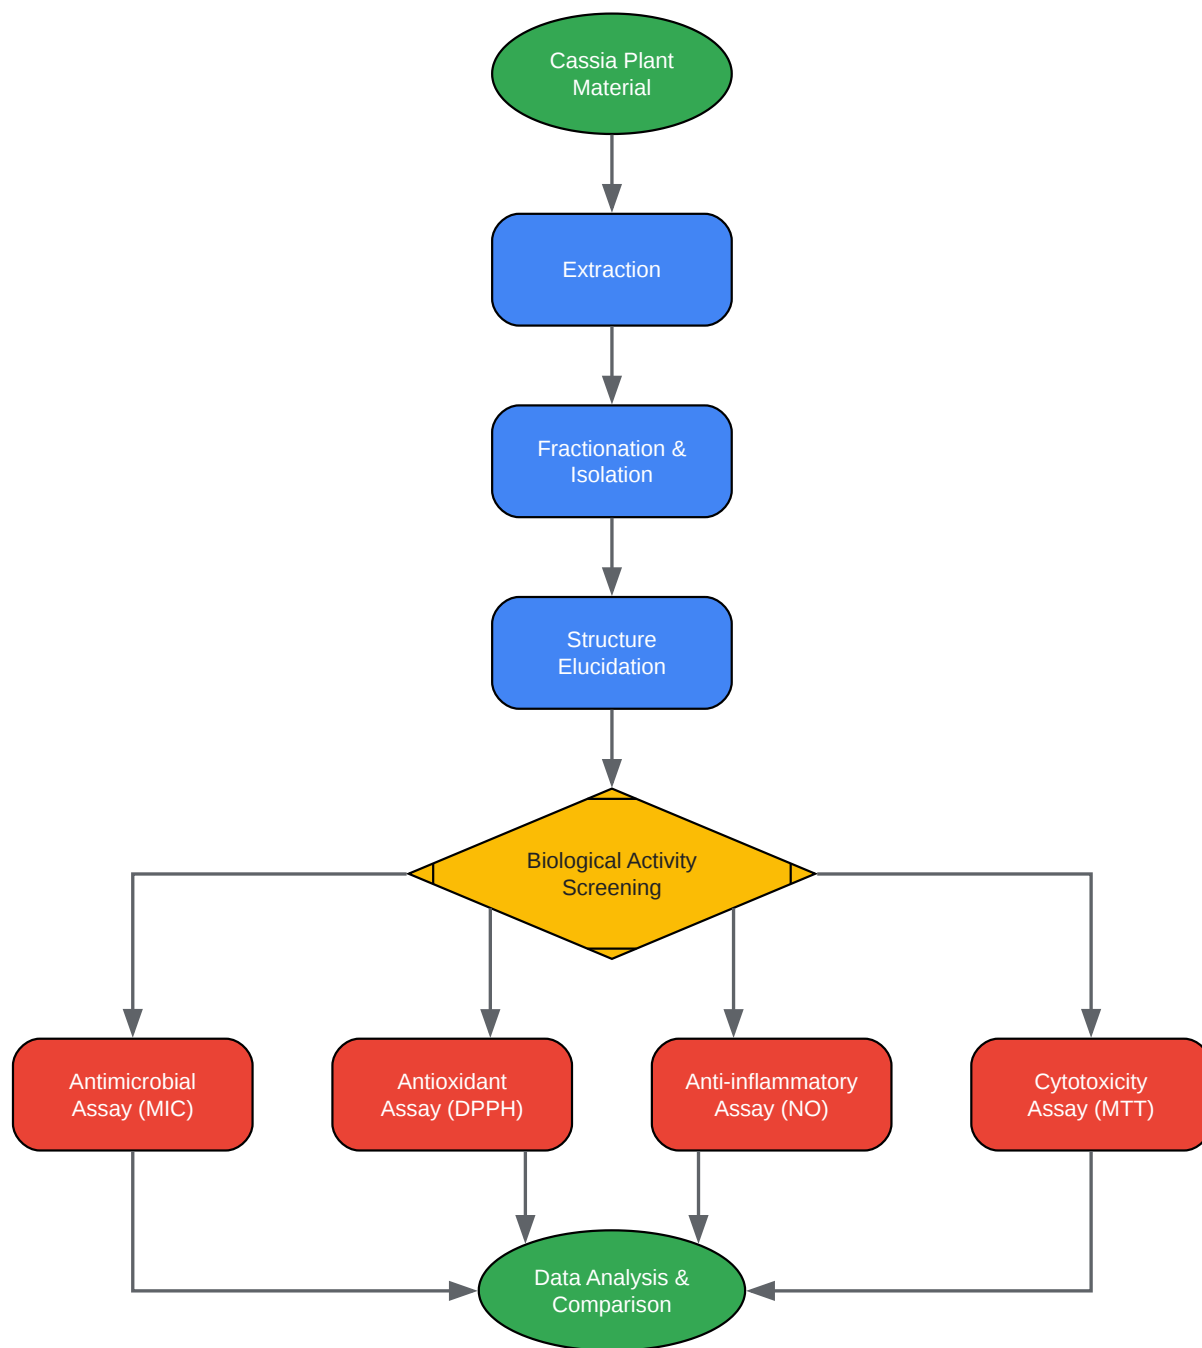 Cassia Plant
Material
Extraction
Fractionation &
Isolation
Structure
Elucidation
Biological Activity
Screening
Antimicrobial
Assay (MIC)
Antioxidant
Assay (DPPH)
Anti-inflammatory
Assay (NO)
Cytotoxicity
Assay (MTT)
Data Analysis &
Comparison